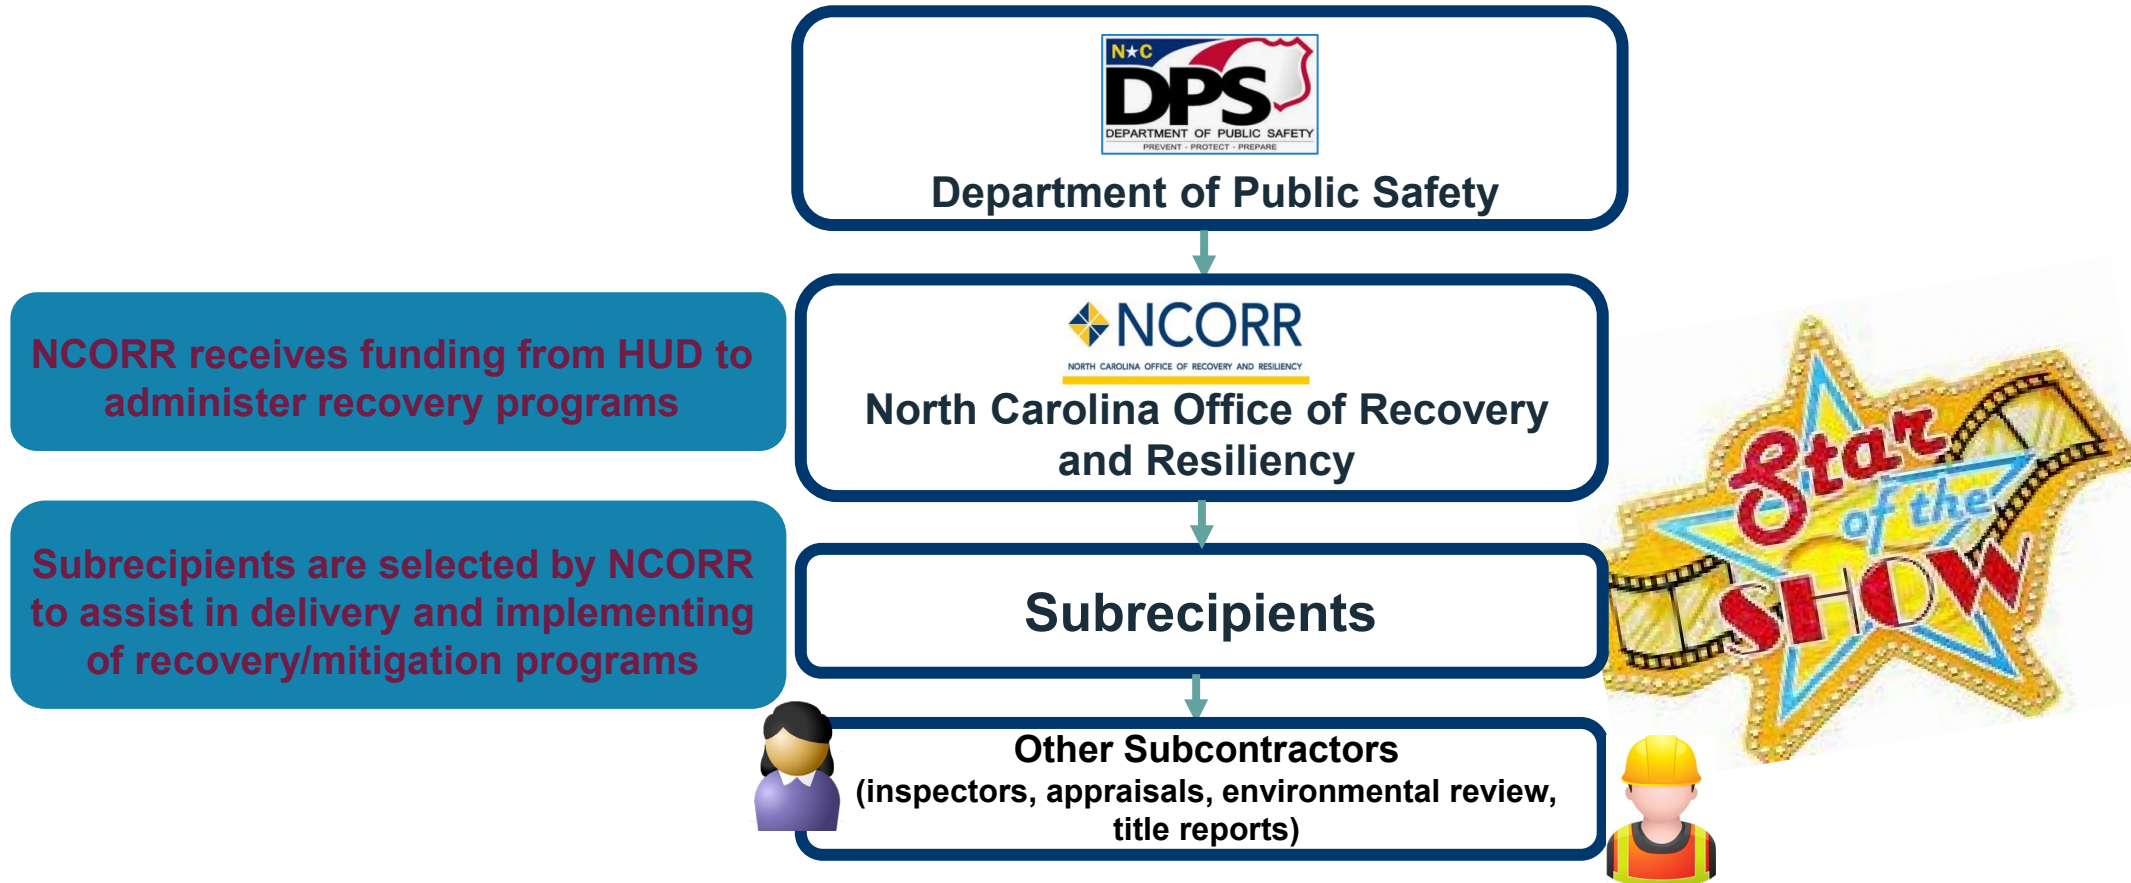 N★C
DPS
DEPARTMENT OF PUBLIC SAFETY
PREVENT · PROTECT · PREPARE
Department of Public Safety
NCORR receives funding from HUD to
administer recovery programs
NCORR
NORTH CAROLINA OFFICE OF RECOVERY AND RESILIENCY
North Carolina Office of Recovery
and Resiliency
Star
of the
SHOW
Subrecipients are selected by NCORR
to assist in delivery and implementing
of recovery/mitigation programs
Subrecipients
Other Subcontractors
(inspectors, appraisals, environmental review,
title reports)